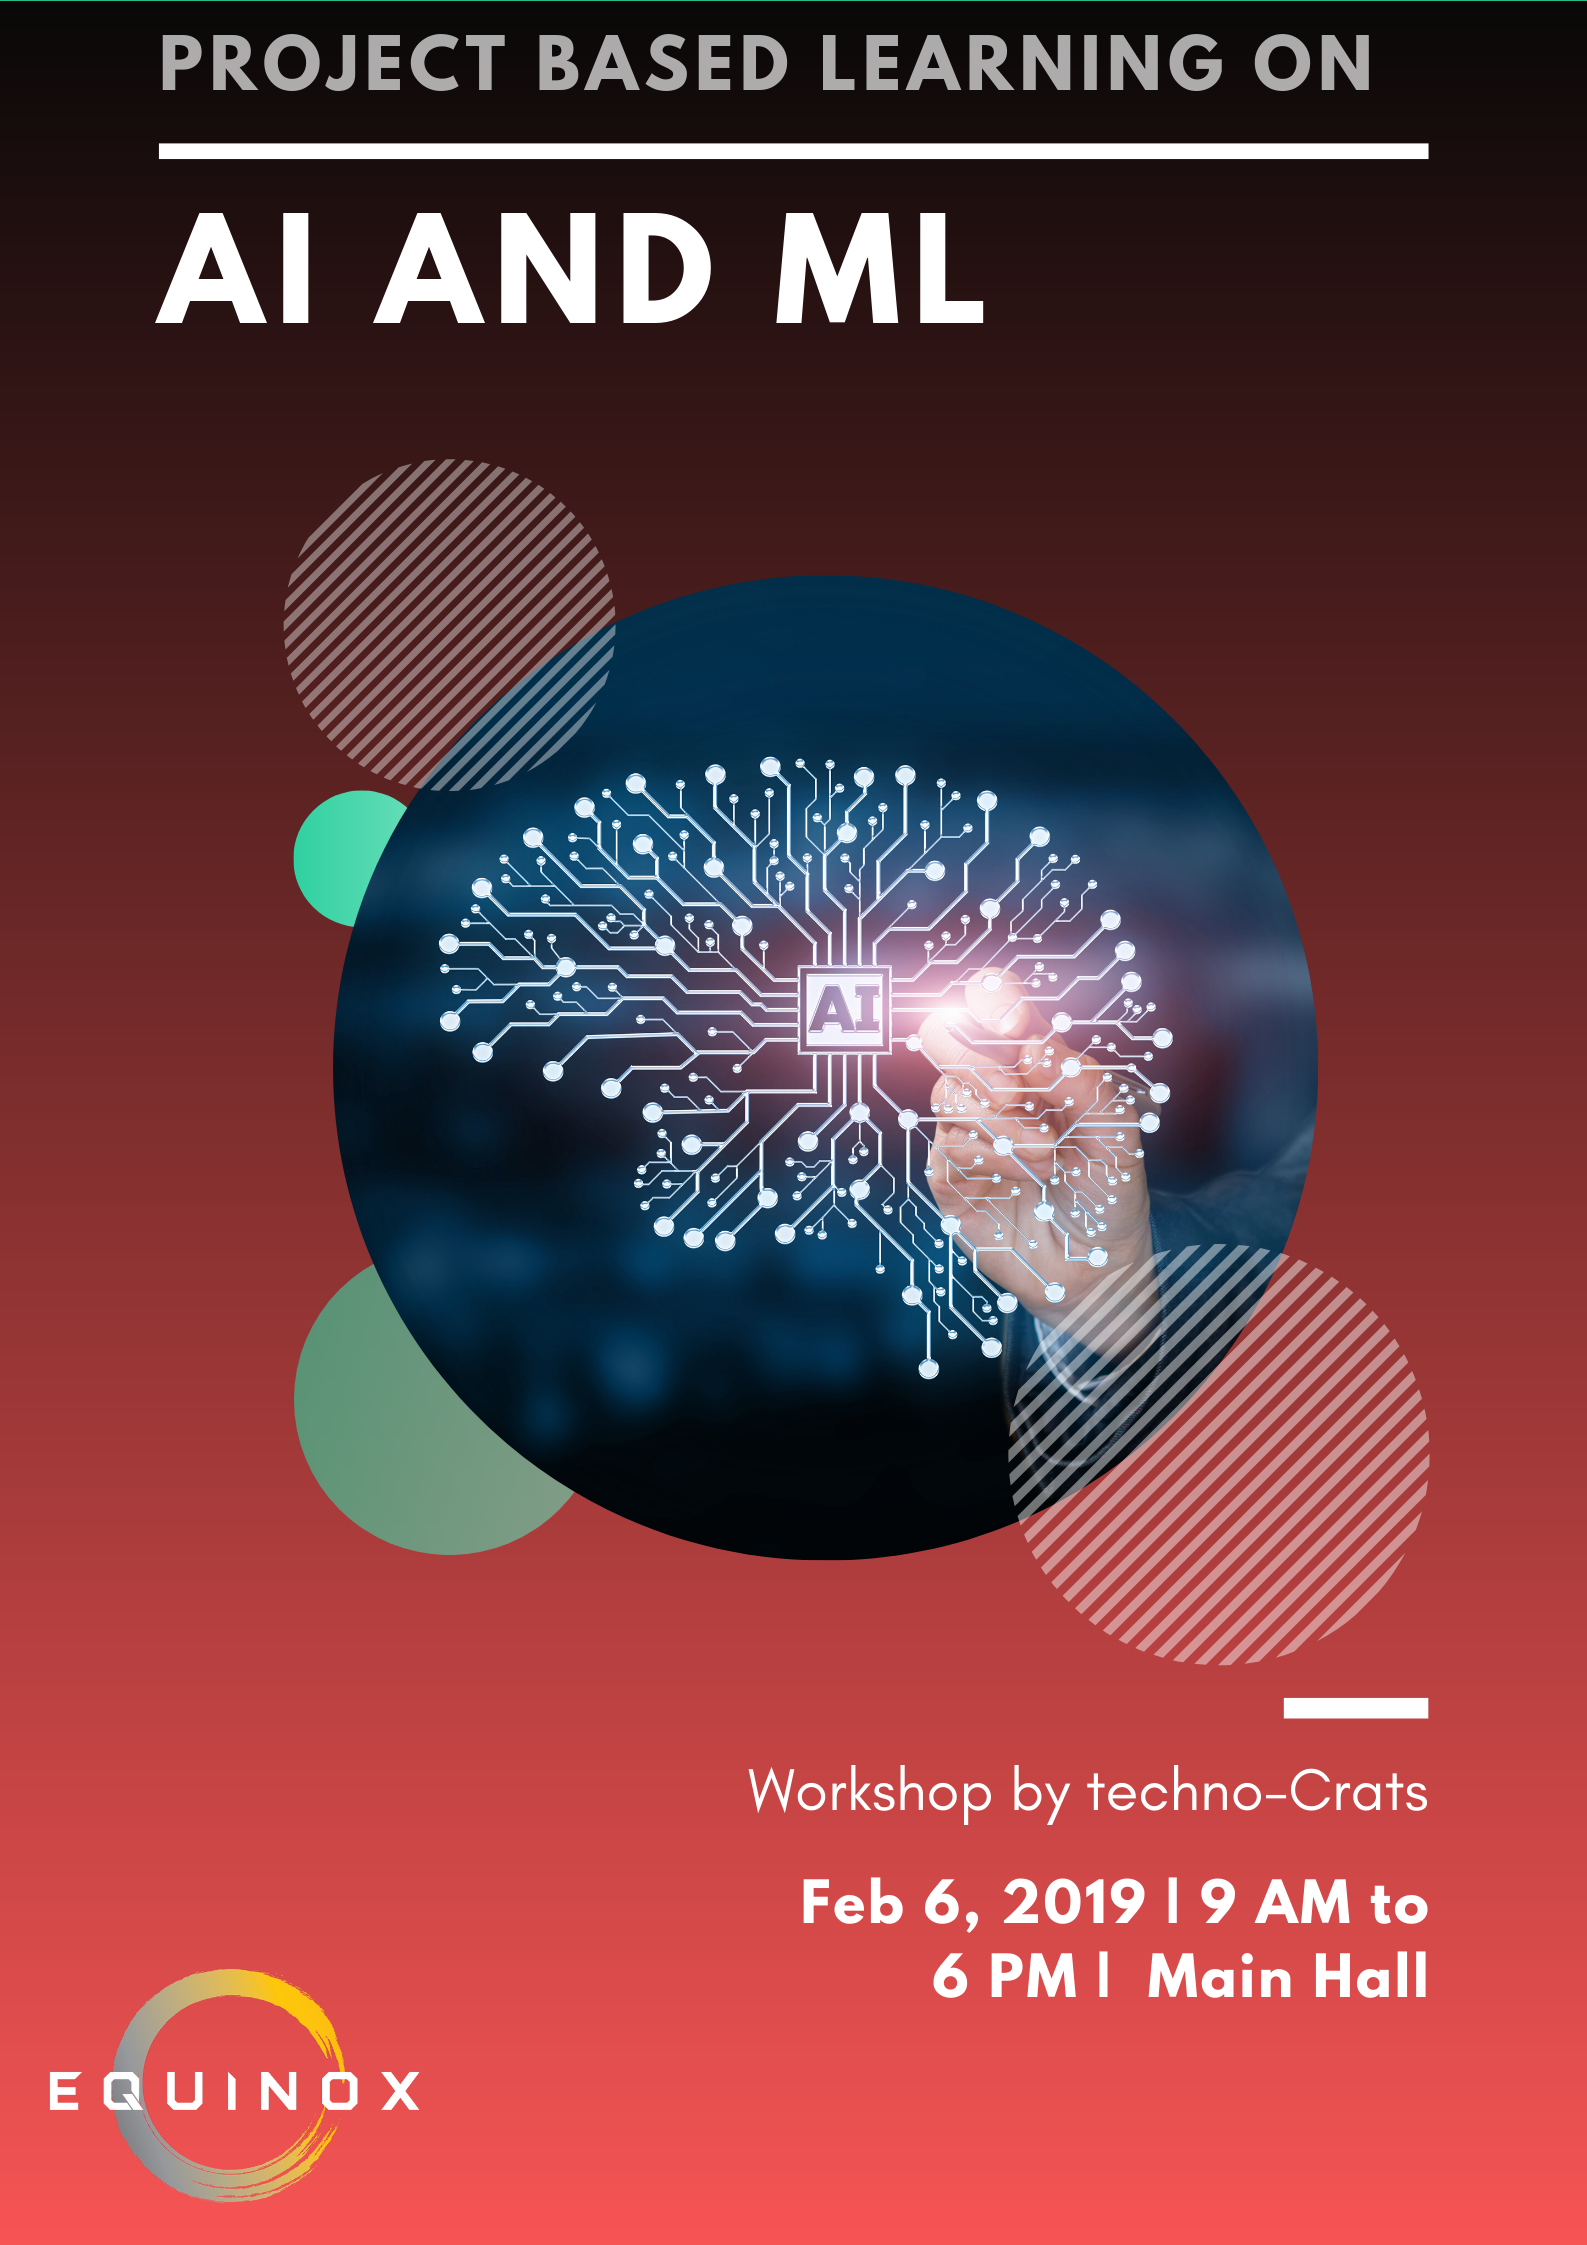 PROJECT BASED LEARNING ON
AI AND ML
AI
Workshop by techno-Crats
Feb 6, 2019 | 9 AM to
6 PM | Main Hall
EQUINOX